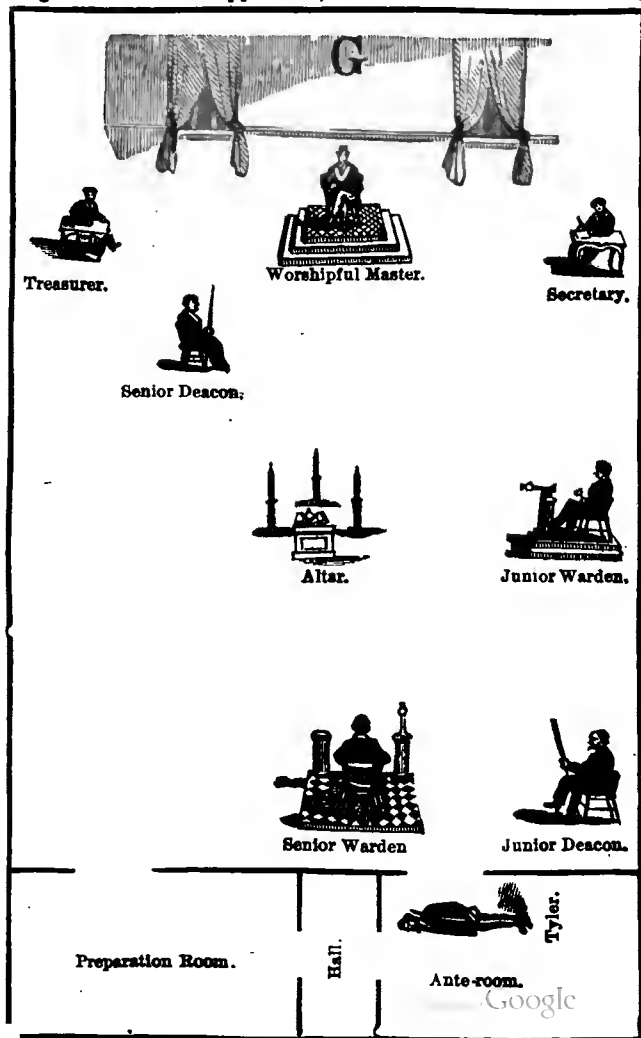 G
Treasurer.
Worshipful Master.
Secretary.
Senior Deacon,
Altar.
Junior Warden.
Senior Warden
Junior Deacon.
Preparation Room.
Hall.
Tyler.
Ante-room.
Google